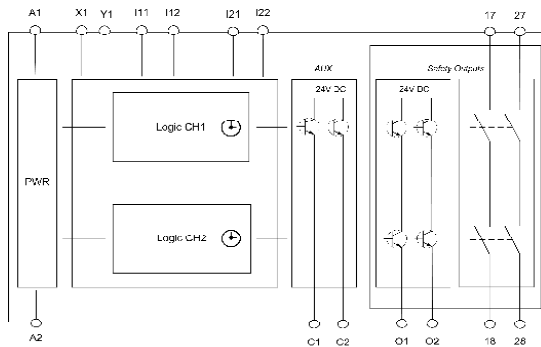 A1 X1 Y1 I11 I12 I21 I22 17 27
AUX Safety Outputs
24V DC 24V DC
Logic CH1
PWR
Logic CH2
A2 C1 C2 O1 O2 18 28